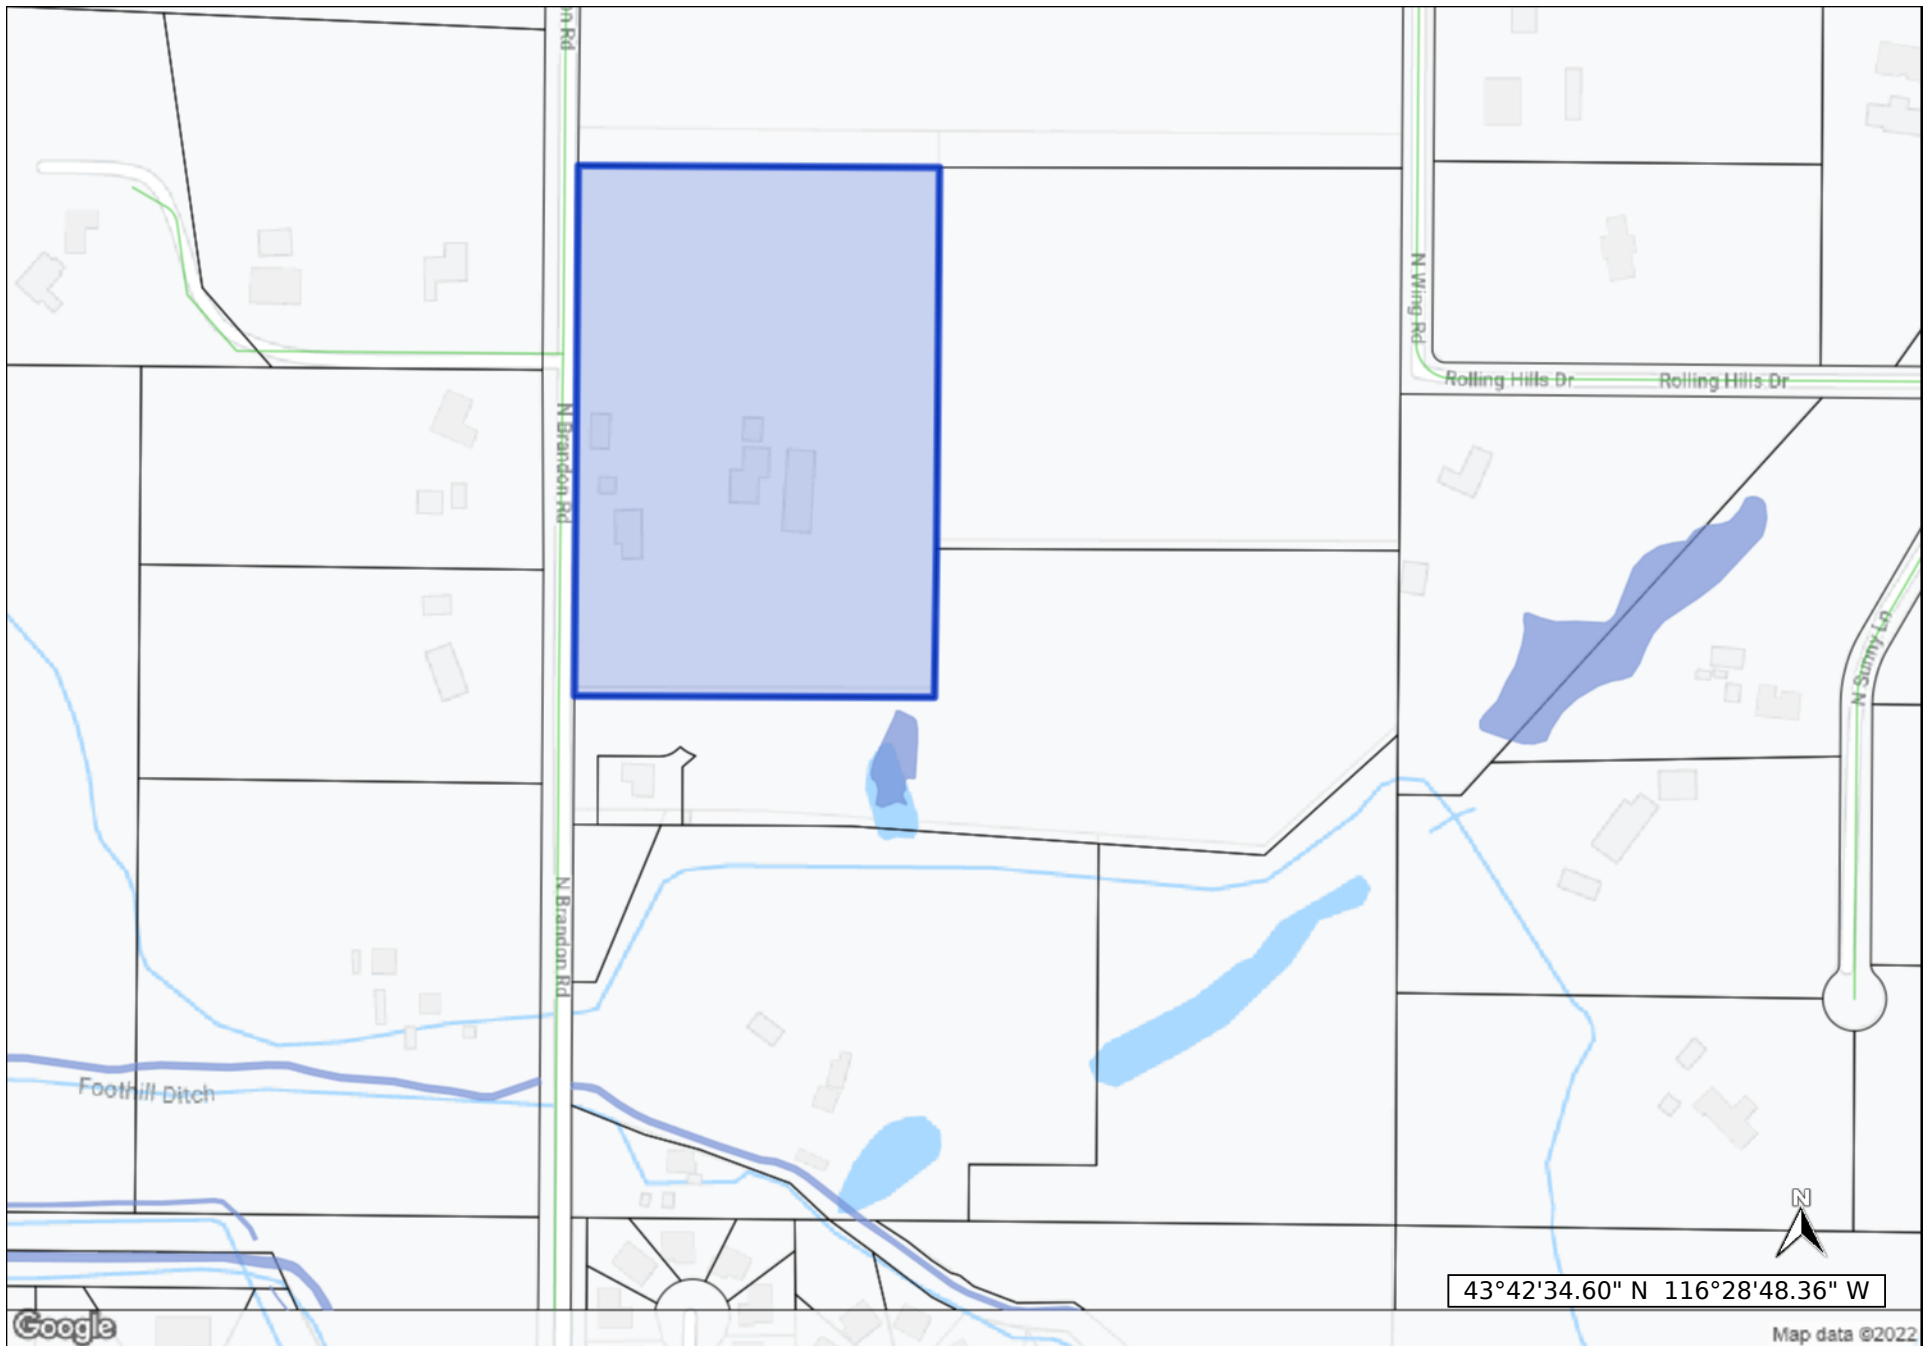 n Rd
N Wing Rd
Rolling Hills Dr
Rolling Hills Dr
N Brandon Rd
N Sunny Ln
N Brandon Rd
Foothill Ditch
N
43°42'34.60" N 116°28'48.36" W
Google
Map data ©2022